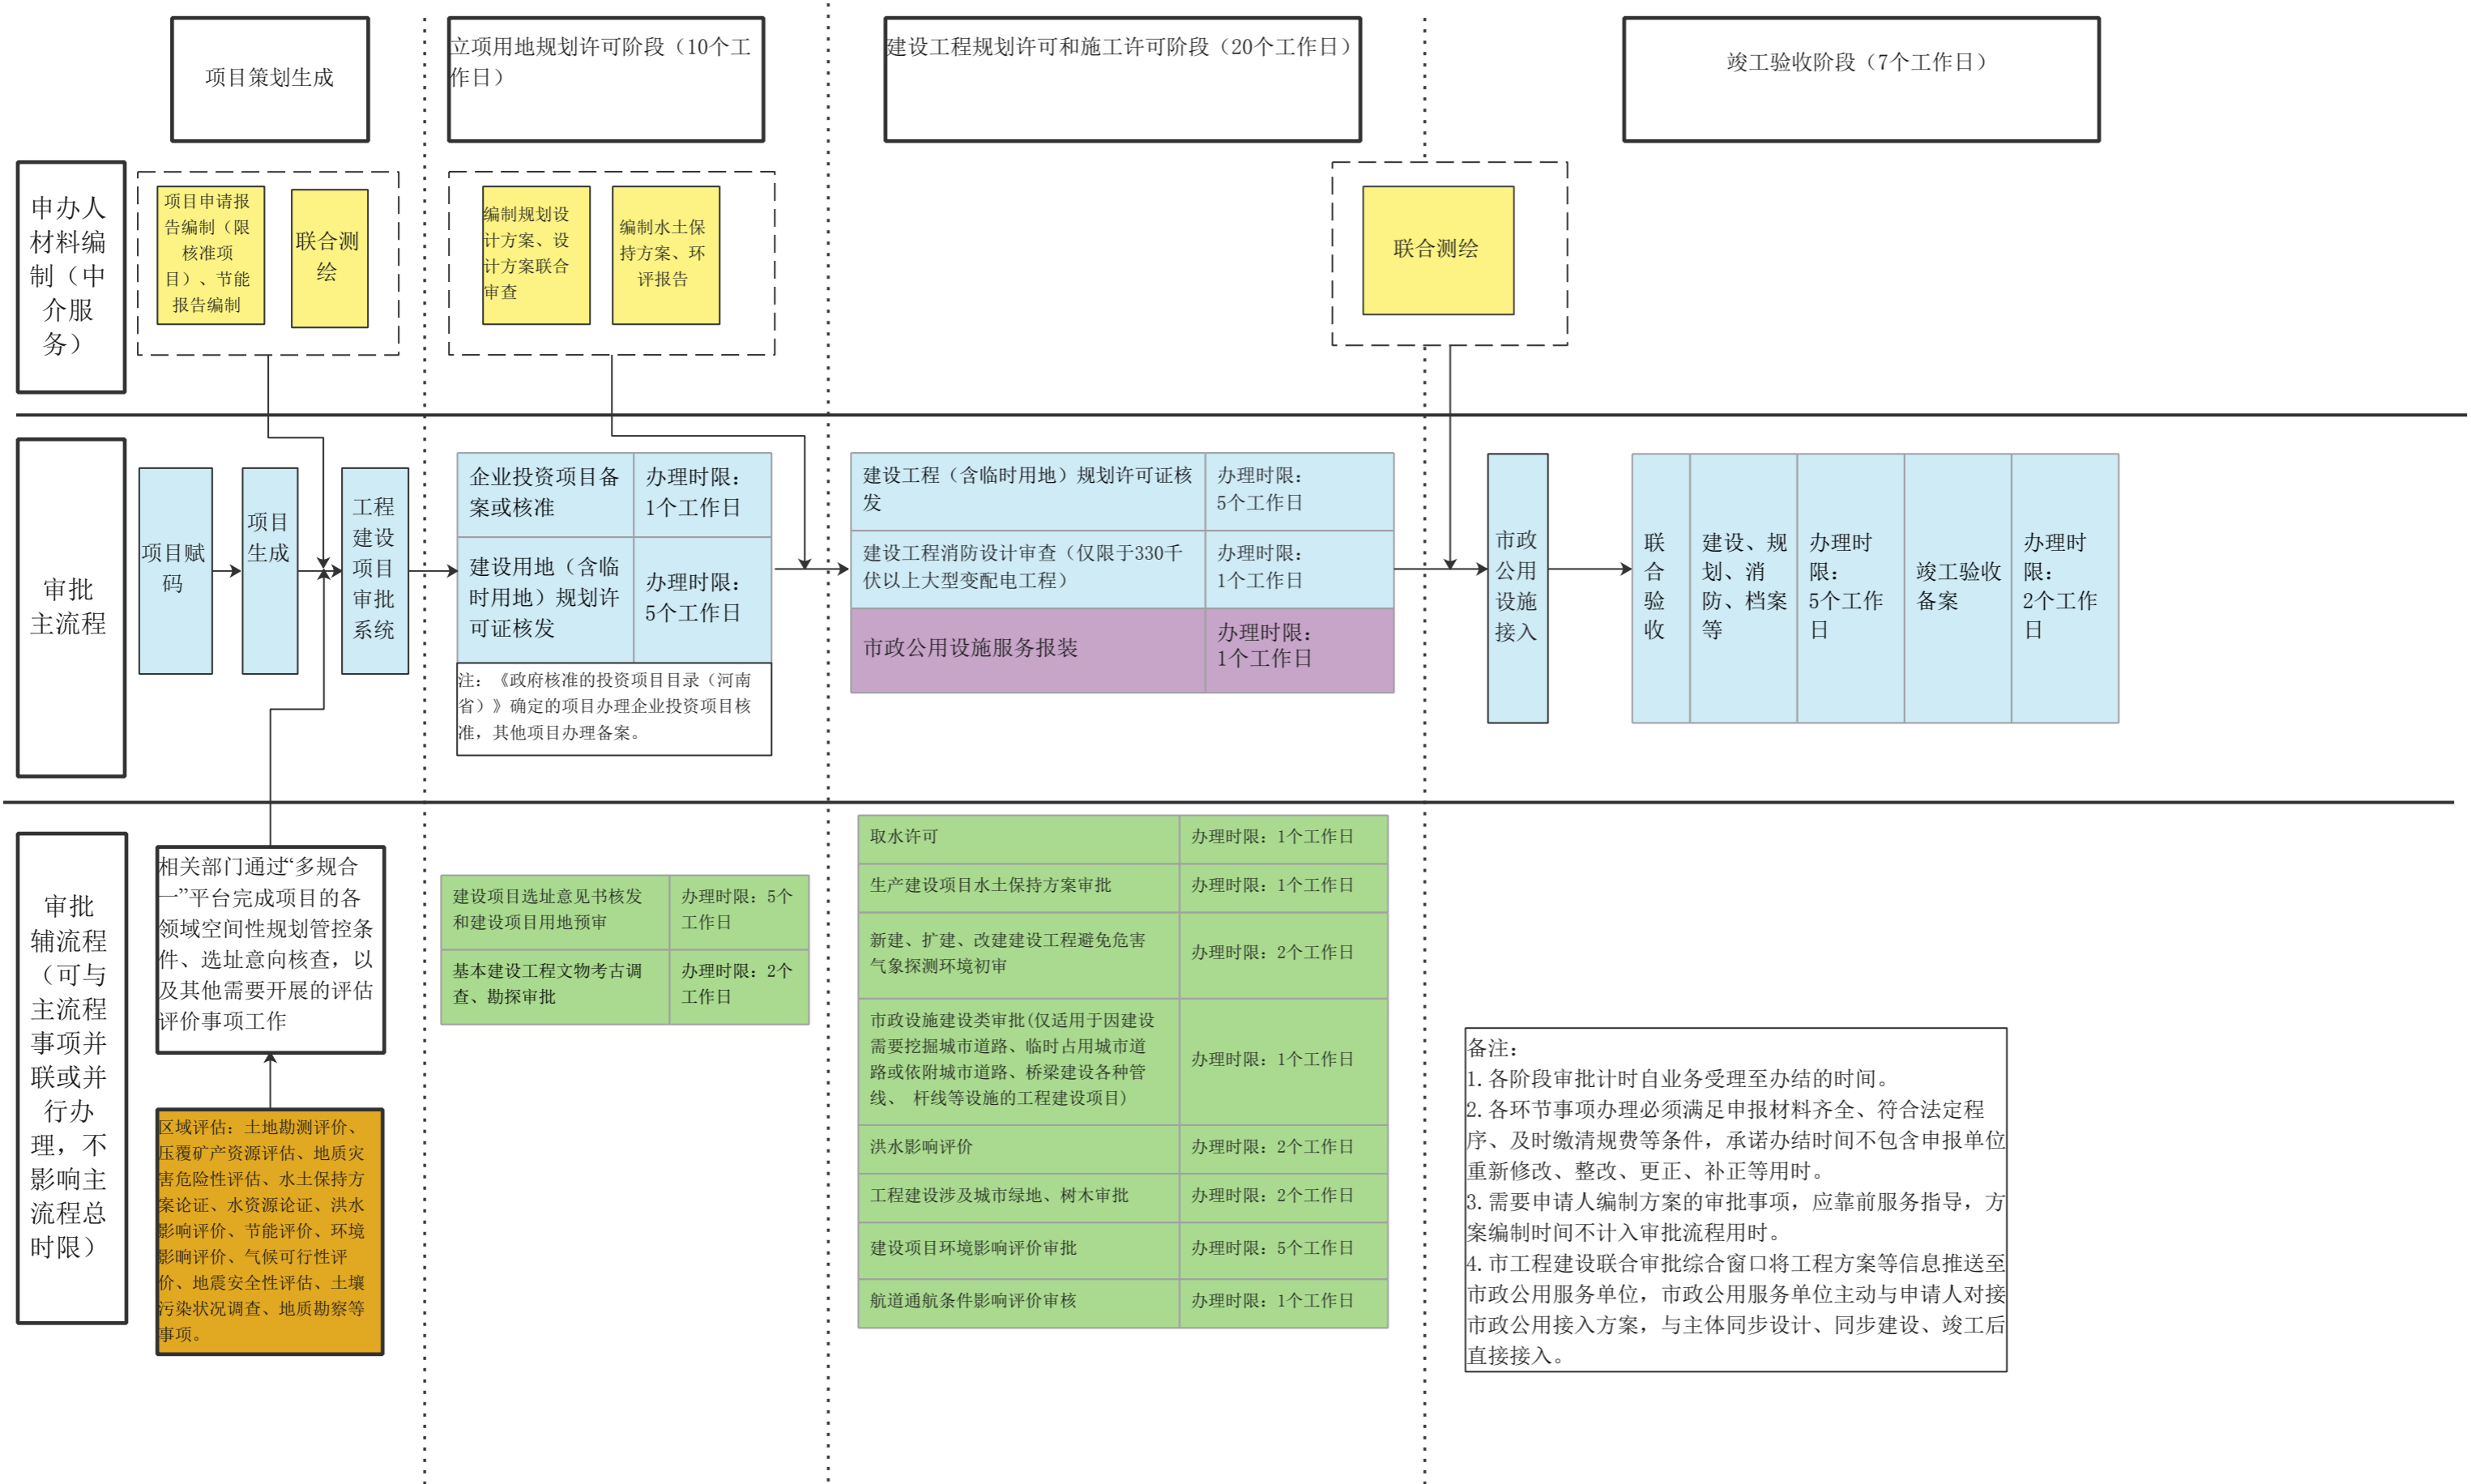 项目策划生成
立项用地规划许可阶段（10个工
作日）
建设工程规划许可和施工许可阶段（20个工作日）
竣工验收阶段（7个工作日）
申办人
材料编
制（中
介服
务）
项目申请报
告编制（限
核准项
目）、节能
报告编制
联合测
绘
编制规划设
计方案、设
计方案联合
审查
编制水土保
持方案、环
评报告
联合测绘
审批
主流程
项目赋
码
项目
生成
工程
建设
项目
审批
系统
企业投资项目备
案或核准
办理时限：
1个工作日
建设用地（含临
时用地）规划许
可证核发
办理时限：
5个工作日
注：《政府核准的投资项目目录（河南
省）》确定的项目办理企业投资项目核
准，其他项目办理备案。
建设工程（含临时用地）规划许可证核
发
办理时限：
5个工作日
建设工程消防设计审查（仅限于330千
伏以上大型变配电工程）
办理时限：
1个工作日
市政公用设施服务报装
办理时限：
1个工作日
市政
公用
设施
接入
联
合
验
收
建设、规
划、消
防、档案
等
办理时
限：
5个工作
日
竣工验收
备案
办理时
限：
2个工作
日
审批
辅流程
（可与
主流程
事项并
联或并
行办
理，不
影响主
流程总
时限）
相关部门通过“多规合
一”平台完成项目的各
领域空间性规划管控条
件、选址意向核查，以
及其他需要开展的评估
评价事项工作
区域评估：土地勘测评价、
压覆矿产资源评估、地质灾
害危险性评估、水土保持方
案论证、水资源论证、洪水
影响评价、节能评价、环境
影响评价、气候可行性评
价、地震安全性评估、土壤
污染状况调查、地质勘察等
事项。
建设项目选址意见书核发
和建设项目用地预审
办理时限：5个
工作日
基本建设工程文物考古调
查、勘探审批
办理时限：2个
工作日
取水许可
办理时限：1个工作日
生产建设项目水土保持方案审批
办理时限：1个工作日
新建、扩建、改建建设工程避免危害
气象探测环境初审
办理时限：2个工作日
市政设施建设类审批(仅适用于因建设
需要挖掘城市道路、临时占用城市道
路或依附城市道路、桥梁建设各种管
线、 杆线等设施的工程建设项目)
办理时限：1个工作日
洪水影响评价
办理时限：2个工作日
工程建设涉及城市绿地、树木审批
办理时限：2个工作日
建设项目环境影响评价审批
办理时限：5个工作日
航道通航条件影响评价审核
办理时限：1个工作日
备注：
1.各阶段审批计时自业务受理至办结的时间。
2.各环节事项办理必须满足申报材料齐全、符合法定程
序、及时缴清规费等条件，承诺办结时间不包含申报单位
重新修改、整改、更正、补正等用时。
3.需要申请人编制方案的审批事项，应靠前服务指导，方
案编制时间不计入审批流程用时。
4.市工程建设联合审批综合窗口将工程方案等信息推送至
市政公用服务单位，市政公用服务单位主动与申请人对接
市政公用接入方案，与主体同步设计、同步建设、竣工后
直接接入。